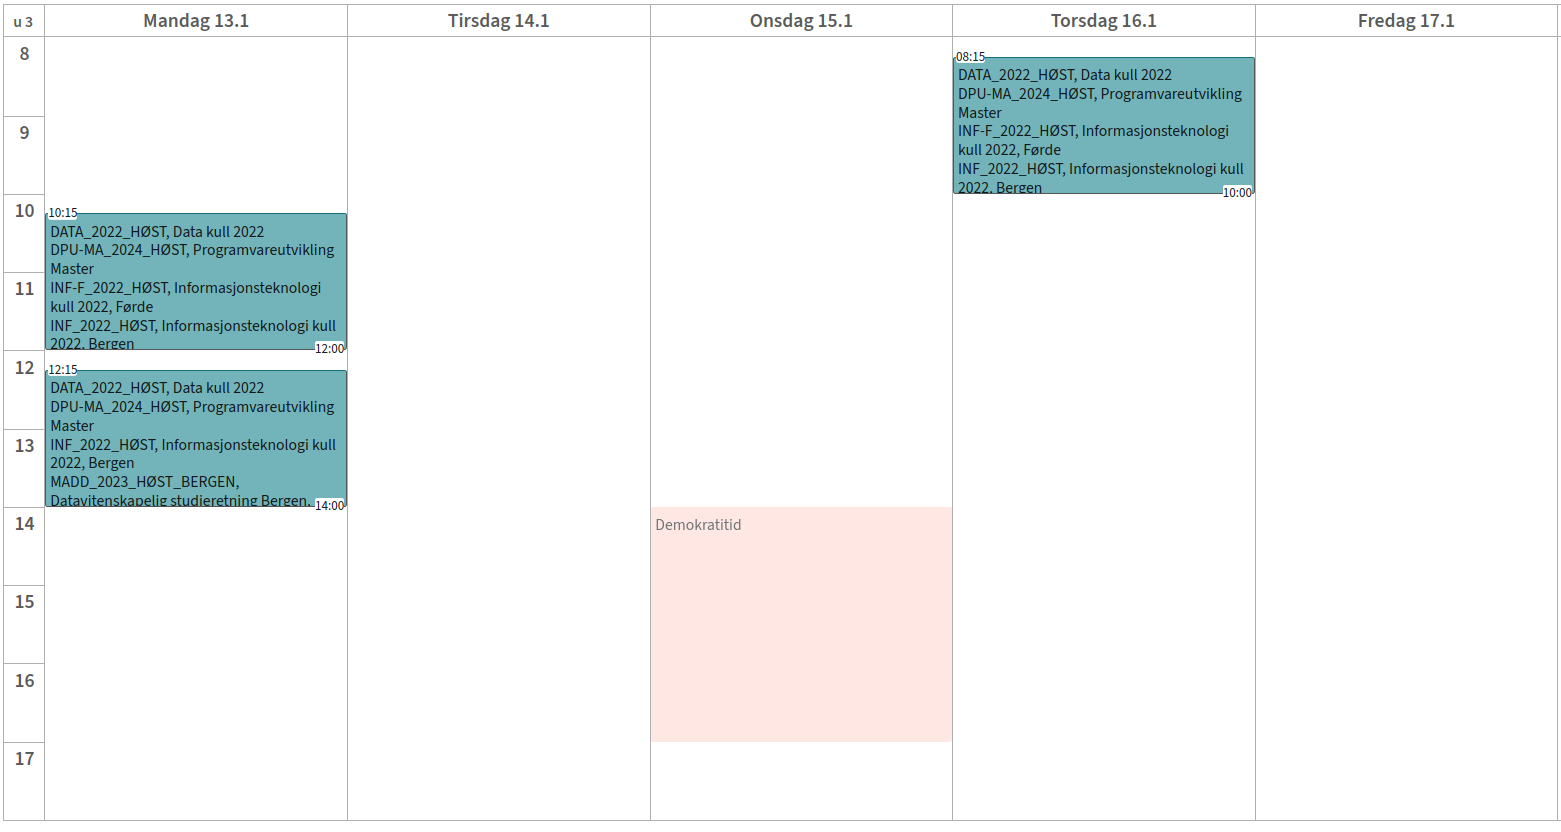 u 3
Mandag 13.1
Tirsdag 14.1
Onsdag 15.1
Torsdag 16.1
Fredag 17.1
8
9
10
11
12
13
14
15
16
17
10:15
DATA_2022_HØST, Data kull 2022
DPU-MA_2024_HØST, Programvareutvikling
Master
INF-F_2022_HØST, Informasjonsteknologi
kull 2022, Førde
INF_2022_HØST, Informasjonsteknologi kull
2022, Bergen
12:00
12:15
DATA_2022_HØST, Data kull 2022
DPU-MA_2024_HØST, Programvareutvikling
Master
INF_2022_HØST, Informasjonsteknologi kull
2022, Bergen
MADD_2023_HØST_BERGEN,
Datavitenskapelig studieretning Bergen,
14:00
Demokratitid
08:15
DATA_2022_HØST, Data kull 2022
DPU-MA_2024_HØST, Programvareutvikling
Master
INF-F_2022_HØST, Informasjonsteknologi
kull 2022, Førde
INF_2022_HØST, Informasjonsteknologi kull
2022, Bergen
10:00